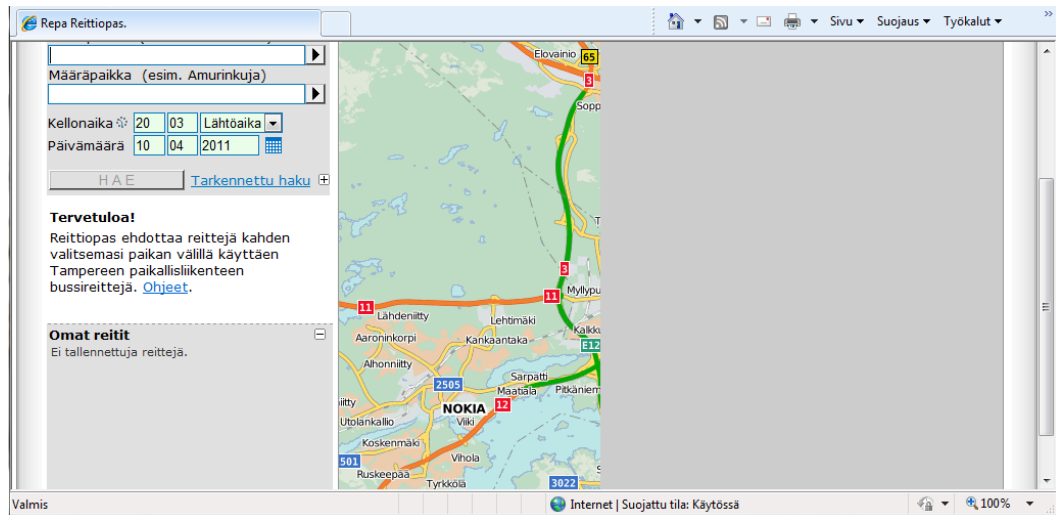 Repa Reittiopas.
Sivu
Suojaus
Työkalut
»
Määräpaikka (esim. Amurinkuja)
Kellonaika 20 03 Lähtöaika
Päivämäärä 10 04 2011
HAE
Tarkennettu haku
Tervetuloa!
Reittiopas ehdottaa reittejä kahden
valitsemasi paikan välillä käyttäen
Tampereen paikallisliikenteen
bussireittejä. Ohjeet.
Omat reitit
Ei tallennettuja reittejä.
Elovainio
65
3
Sopp
3
11
Myllypu
11
Lähdeniitty
Lehtimäki
Kalkku
Aaroninkorpi
Kankaantaka
E12
Alhonniitty
Sarpatti
2505
Maatiala
Pitkäniem
iitty
NOKIA
12
Utolankallio
Viiki
Koskenmäki
501
Vihola
Ruskeepää
Tyrkkölä
3022
Valmis
Internet | Suojattu tila: Käytössä
100%